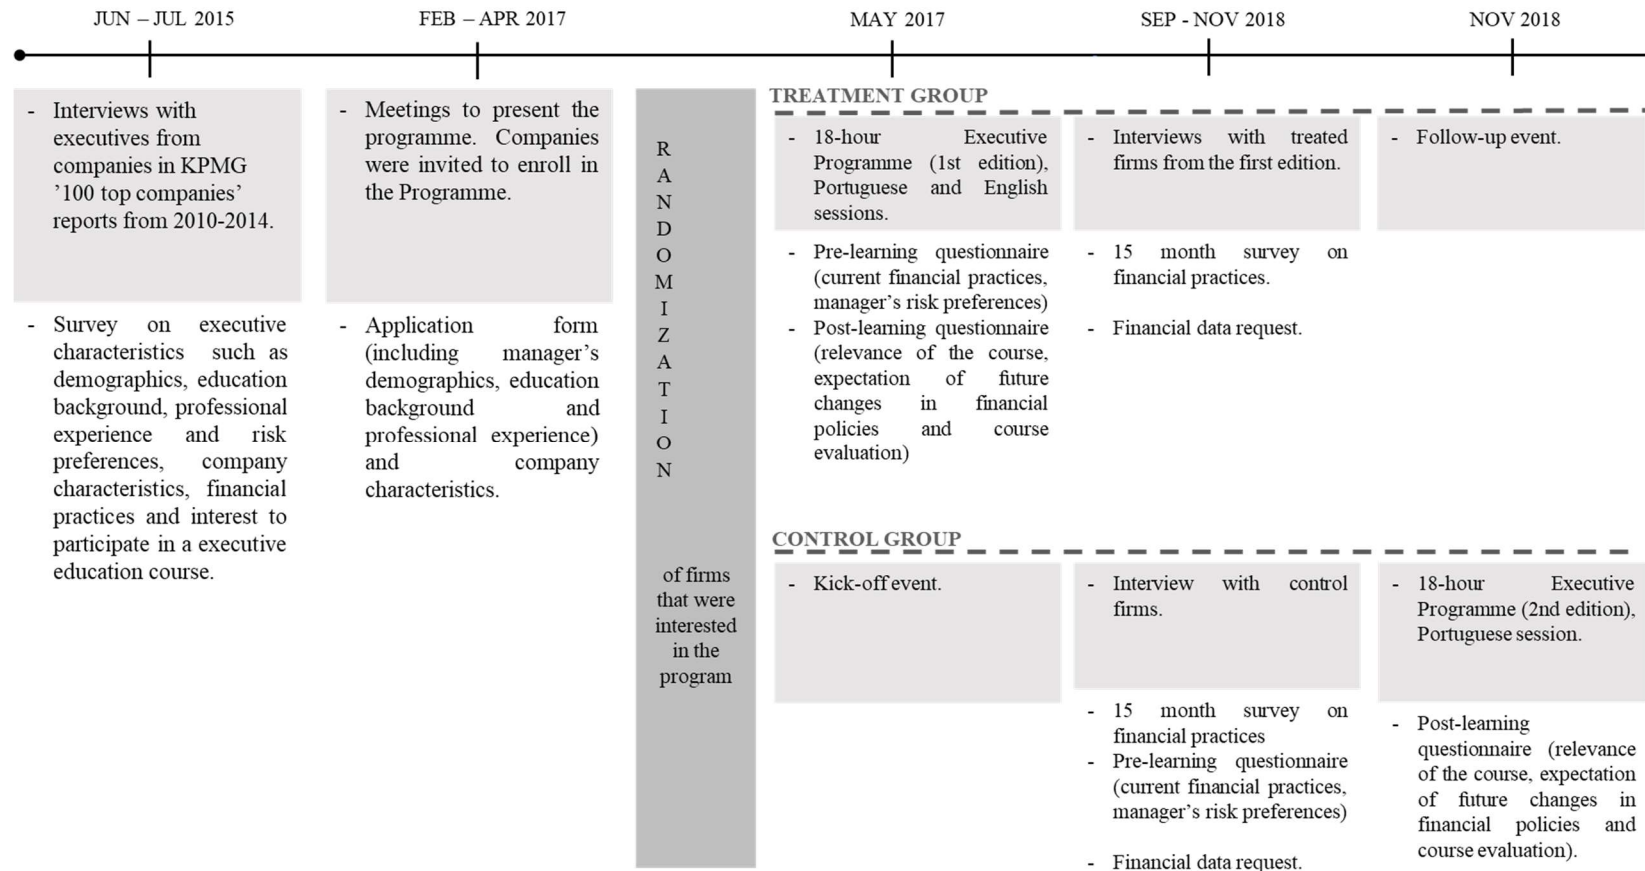 JUN – JUL 2015
FEB – APR 2017
MAY 2017
SEP - NOV 2018
NOV 2018
- Interviews with
executives from
companies in KPMG
’100 top companies’
reports from 2010-2014.
- Survey on executive
characteristics such as
demographics, education
background, professional
experience and risk
preferences, company
characteristics, financial
practices and interest to
participate in a executive
education course.
- Meetings to present the
programme. Companies
were invited to enroll in
the Programme.
- Application form
(including manager’s
demographics, education
background and
professional experience)
and company
characteristics.
R
A
N
D
O
M
I
Z
A
T
I
O
N
of firms
that were
interested
in the
program
TREATMENT GROUP
- 18-hour Executive
Programme (1st edition),
Portuguese and English
sessions.
- Pre-learning questionnaire
(current financial practices,
manager’s risk preferences)
- Post-learning questionnaire
(relevance of the course,
expectation of future
changes in financial
policies and course
evaluation)
- Interviews with treated
firms from the first edition.
- 15 month survey on
financial practices.
- Financial data request.
- Follow-up event.
CONTROL GROUP
- Kick-off event.
- Interview with control
firms.
- 15 month survey on
financial practices
- Pre-learning questionnaire
(current financial practices,
manager’s risk preferences)
- Financial data request.
- 18-hour Executive
Programme (2nd edition),
Portuguese session.
- Post-learning
questionnaire (relevance
of the course, expectation
of future changes in
financial policies and
course evaluation).